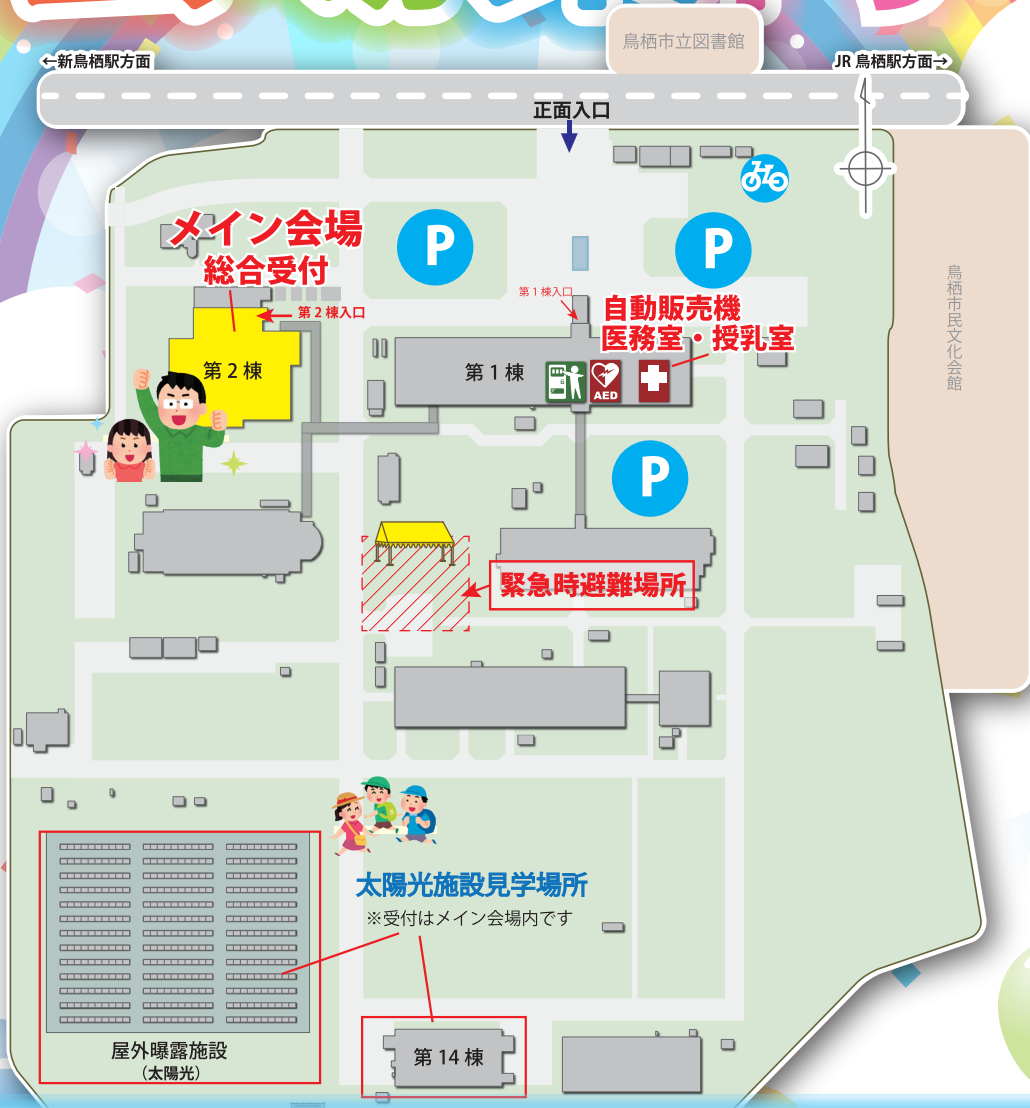 鳥栖市立図書館
←新鳥栖駅方面
JR 鳥栖駅方面→
正面入口
メイン会場
総合受付
P
P
第1棟入口
第2棟入口
自動販売機
医務室・授乳室
鳥栖市民文化会館
第2棟
第1棟
AED
P
緊急時避難場所
太陽光施設見学場所
※受付はメイン会場内です
屋外曝露施設
（太陽光）
第14棟